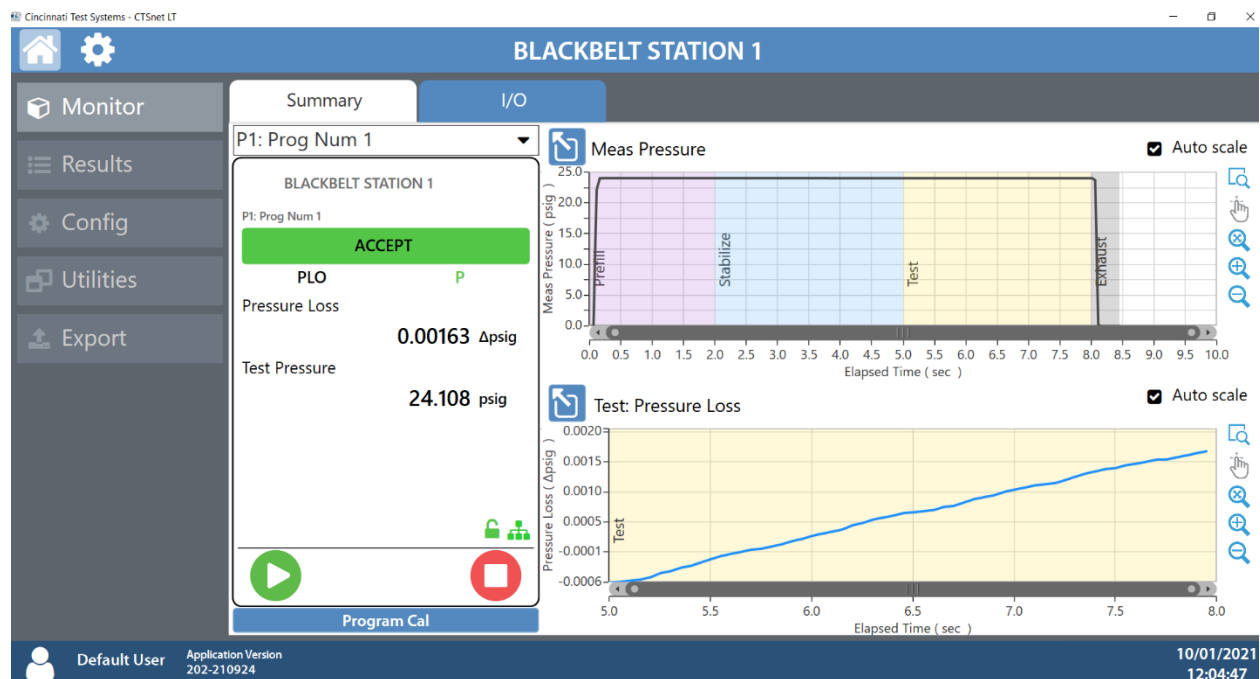 Cincinnati Test Systems - CTSnet LT
BLACKBELT STATION 1
Monitor
Results
Config
Utilities
Export
Summary
I/O
P1: Prog Num 1
BLACKBELT STATION 1
P1: Prog Num 1
ACCEPT
PLO P
Pressure Loss
0.00163 Δpsig
Test Pressure
24.108 psig
Program Cal
Meas Pressure
Auto scale
Meas Pressure ( psig )
25.0
20.0
15.0
10.0
5.0
0.0
Prefill
Stabilize
Test
Exhaust
0.0 0.5 1.0 1.5 2.0 2.5 3.0 3.5 4.0 4.5 5.0 5.5 6.0 6.5 7.0 7.5 8.0 8.5 9.0 9.5 10.0
Elapsed Time ( sec )
Test: Pressure Loss
Auto scale
Pressure Loss ( Δpsig )
0.0020
0.0015
0.0010
0.0005
-0.0001
-0.0006
Test
5.0 5.5 6.0 6.5 7.0 7.5 8.0
Elapsed Time ( sec )
Default User
Application Version
202-210924
10/01/2021
12:04:47